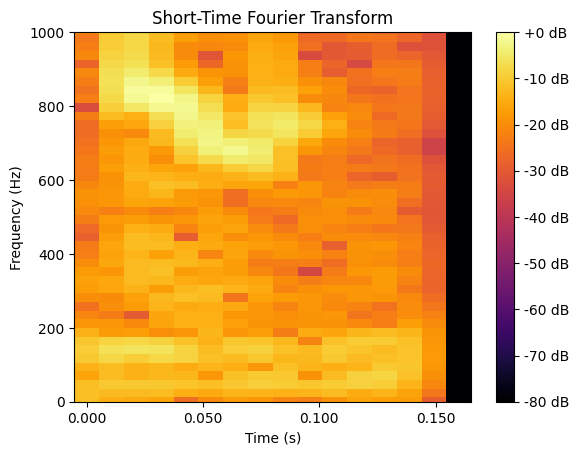 Short-Time Fourier Transform
Frequency (Hz)
1000
800
600
400
200
0
0.000
0.050
0.100
0.150
Time (s)
+0 dB
-10 dB
-20 dB
-30 dB
-40 dB
-50 dB
-60 dB
-70 dB
-80 dB